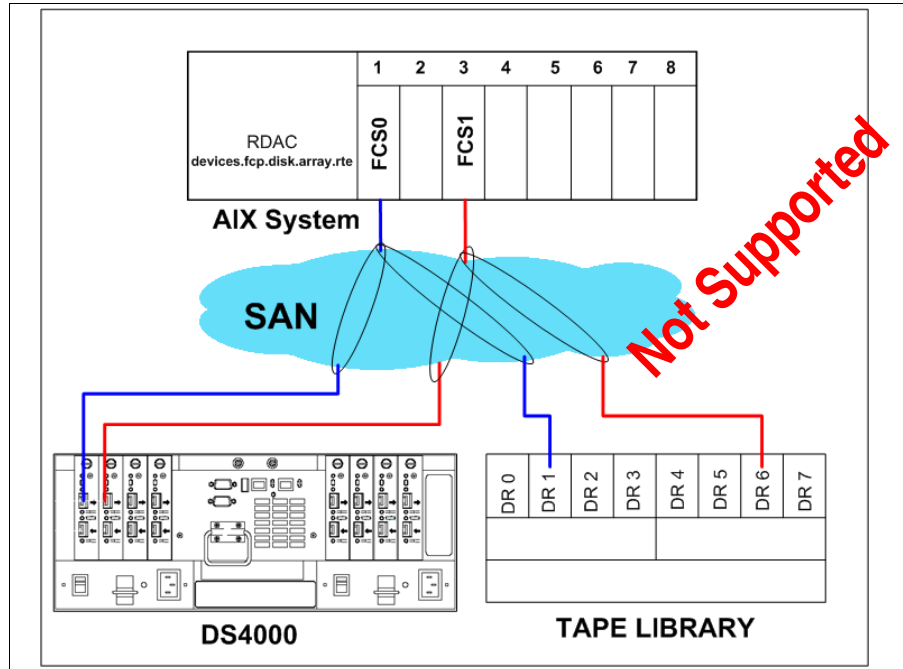 1 2 3 4 5 6 7 8
RDAC
devices.fcp.disk.array.rte
FCS0
FCS1
AIX System
Not Supported
SAN
DR 0
DR 1
DR 2
DR 3
DR 4
DR 5
DR 6
DR 7
DS4000
TAPE LIBRARY